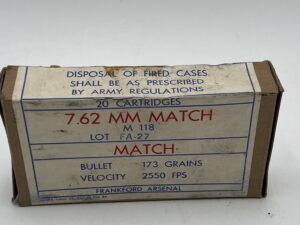 DISPOSAL OF FIRED CASES
SHALL BE AS PRESCRIBED
BY ARMY REGULATIONS
20 CARTRIDGES
7.62 MM MATCH
M 118
LOT FA-27
MATCH
BULLET 173 GRAINS
VELOCITY 2550 FPS
FRANKFORD ARSENAL